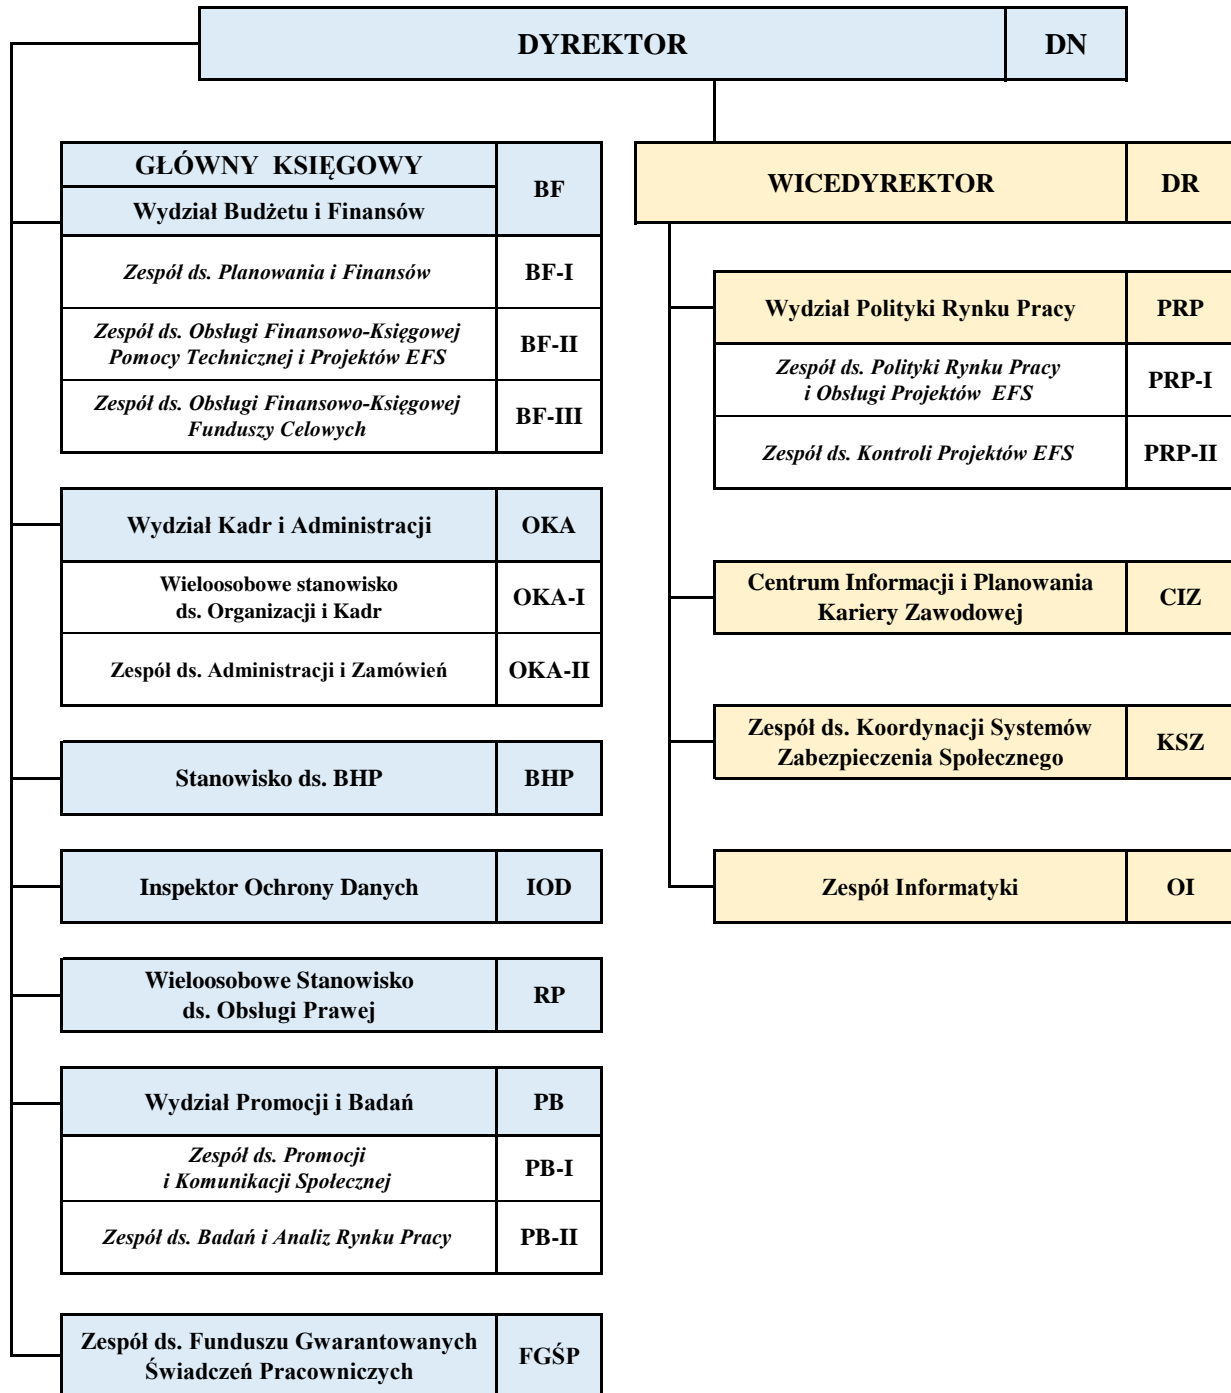 DYREKTOR DN
GŁÓWNY KSIĘGOWY
BF
Wydział Budżetu i Finansów
Zespół ds. Planowania i Finansów BF-I
Zespół ds. Obsługi Finansowo-Księgowej
Pomocy Technicznej i Projektów EFS
BF-II
Zespół ds. Obsługi Finansowo-Księgowej
Funduszy Celowych
BF-III
Wydział Kadr i Administracji OKA
Wieloosobowe stanowisko
ds. Organizacji i Kadr
OKA-I
Zespół ds. Administracji i Zamówień OKA-II
Stanowisko ds. BHP BHP
Inspektor Ochrony Danych IOD
Wieloosobowe Stanowisko
ds. Obsługi Prawej
RP
Wydział Promocji i Badań PB
Zespół ds. Promocji
i Komunikacji Społecznej
PB-I
Zespół ds. Badań i Analiz Rynku Pracy PB-II
Zespół ds. Funduszu Gwarantowanych
Świadczeń Pracowniczych
FGŚP
WICEDYREKTOR DR
Wydział Polityki Rynku Pracy PRP
Zespół ds. Polityki Rynku Pracy
i Obsługi Projektów EFS
PRP-I
Zespół ds. Kontroli Projektów EFS PRP-II
Centrum Informacji i Planowania
Kariery Zawodowej
CIZ
Zespół ds. Koordynacji Systemów
Zabezpieczenia Społecznego
KSZ
Zespół Informatyki OI